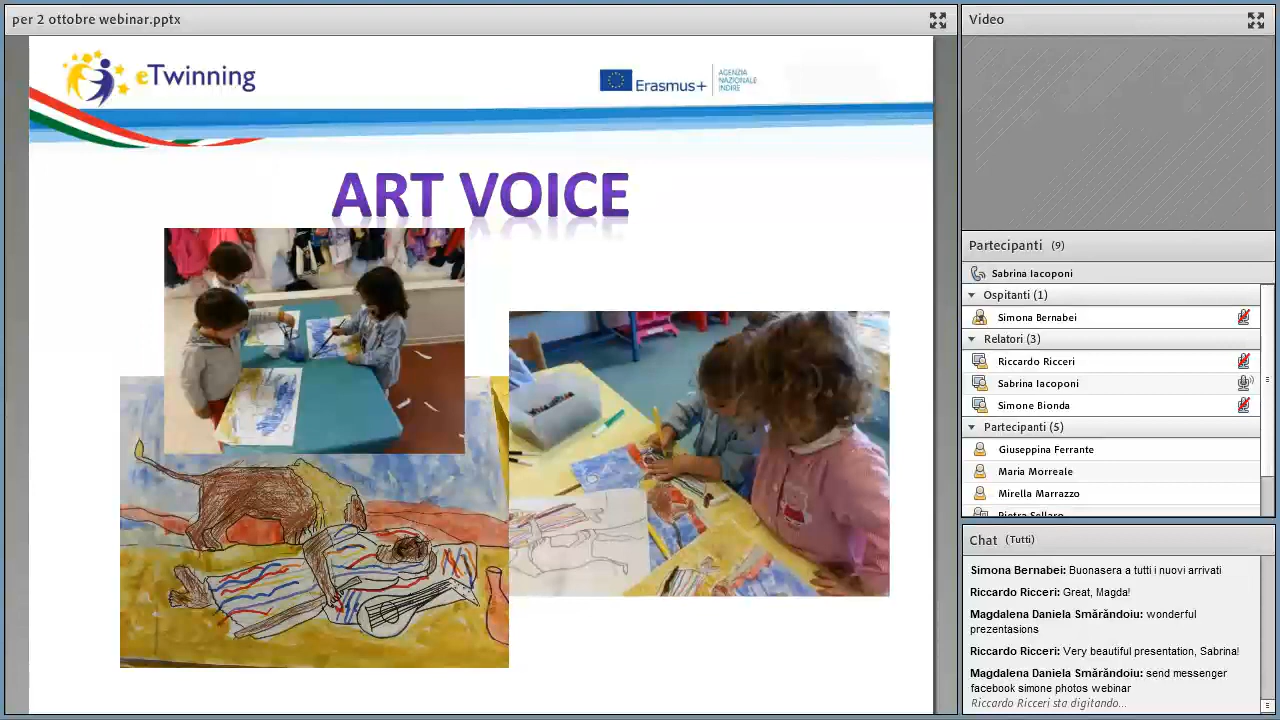 per 2 ottobre webinar.pptx
eTwinning
Erasmus+
AGENZIA
NAZIONALE
INDIRE
ART VOICE
Video
Partecipanti (9)
Sabrina Iacoponi
Ospitanti (1)
Simona Bernabei
Relatori (3)
Riccardo Ricceri
Sabrina Iacoponi
Simone Bionda
Partecipanti (5)
Giuseppina Ferrante
Maria Morreale
Mirella Marrazzo
Pietra Sellaro
Chat (Tutti)
Simona Bernabei: Buonasera a tutti i nuovi arrivati
Riccardo Ricceri: Great, Magda!
Magdalena Daniela Smărăndoiu: wonderful
prezentasions
Riccardo Ricceri: Very beautiful presentation, Sabrina!
Magdalena Daniela Smărăndoiu: send messenger
facebook simone photos webinar
Riccardo Ricceri sta digitando...